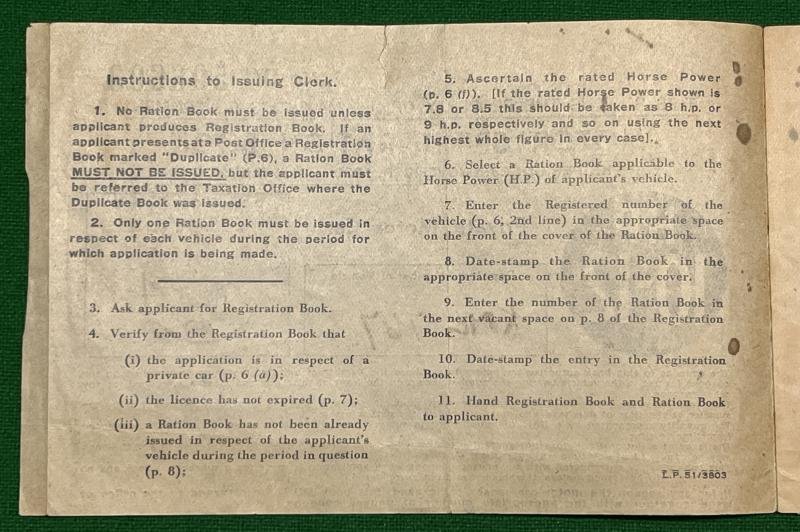 Instructions to Issuing Clerk.
1. No Ration Book must be issued unless
applicant produces Registration Book. If an
applicant presents at a Post Office a Registration
Book marked "Duplicate" (P.6), a Ration Book
MUST NOT BE ISSUED, but the applicant must
be referred to the Taxation Office where the
Duplicate Book was issued.
2. Only one Ration Book must be issued in
respect of each vehicle during the period for
which application is being made.
3. Ask applicant for Registration Book.
4. Verify from the Registration Book that
(i) the application is in respect of a
private car (p. 6 (a));
(ii) the licence has not expired (p. 7);
(iii) a Ration Book has not been already
issued in respect of the applicant's
vehicle during the period in question
(p. 8);
5. Ascertain the rated Horse Power
(p. 6 (f)). [If the rated Horse Power shown is
7.8 or 8.5 this should be taken as 8 h.p. or
9 h.p. respectively and so on using the next
highest whole figure in every case].
6. Select a Ration Book applicable to the
Horse Power (H.P.) of applicant's vehicle.
7. Enter the Registered number of the
vehicle (p. 6, 2nd line) in the appropriate space
on the front of the cover of the Ration Book.
8. Date-stamp the Ration Book in the
appropriate space on the front of the cover.
9. Enter the number of the Ration Book in
the next vacant space on p. 8 of the Registration
Book.
10. Date-stamp the entry in the Registration
Book.
11. Hand Registration Book and Ration Book
to applicant.
L.P. 51/3803